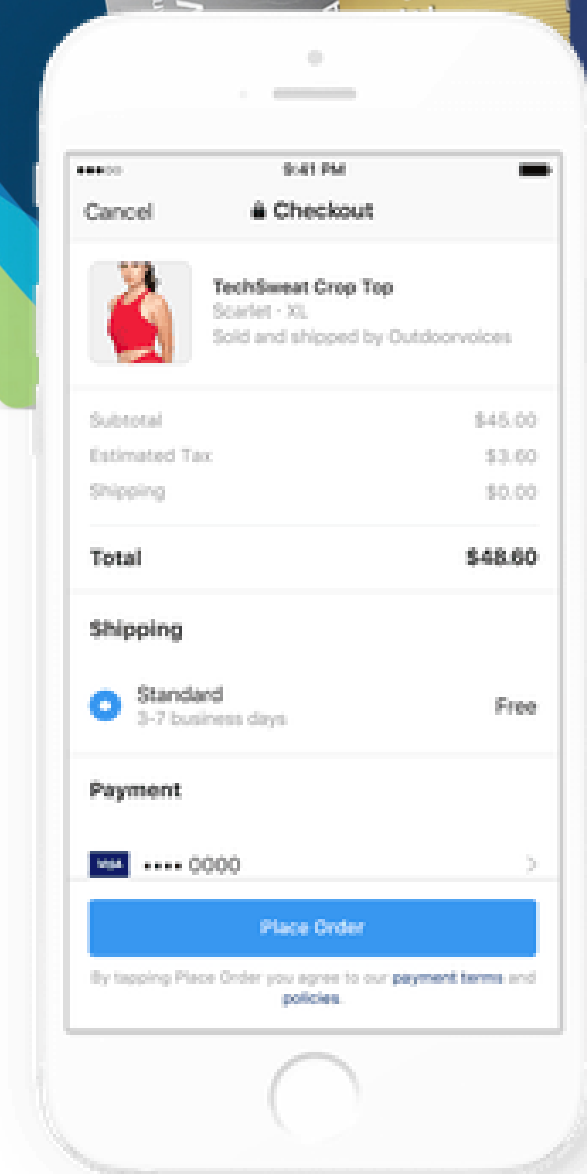 9:41 PM
Cancel
Checkout
TechSweat Crop Top
Scarlet · XL
Sold and shipped by Outdoorvoices
Subtotal
$45.00
Estimated Tax
$3.60
Shipping
$0.00
Total
$48.60
Shipping
Standard
Free
3-7 business days
Payment
VISA
•••• 0000
Place Order
By tapping Place Order you agree to our payment terms and
policies.